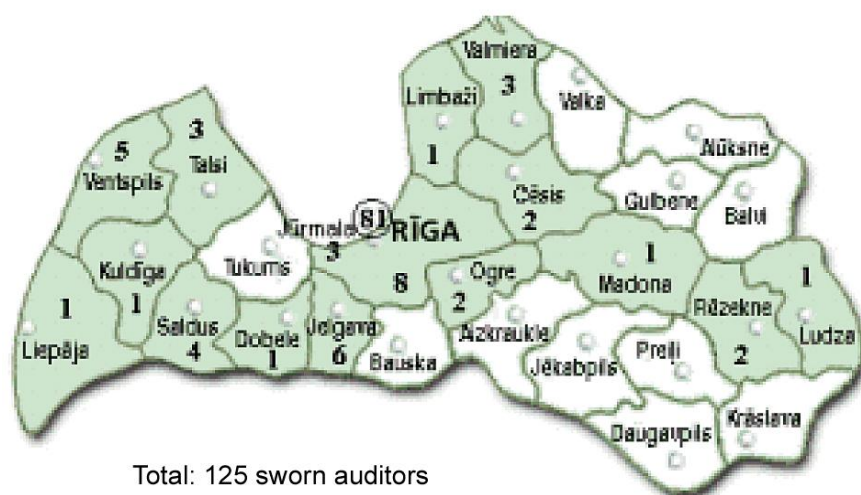 Valmiera
3
Limbaži
1
Valka
Alūksne
3
Talsi
5
Ventspils
Cēsis
2
Gulbene
Balvi
Jūrmala
3
81
RĪGA
8
Kuldīga
1
Tukums
Ogre
2
1
Madona
1
Ludza
Rēzekne
2
1
Liepāja
Saldus
4
Dobele
1
Jelgava
6
Bauska
Aizkraukle
Jēkabpils
Preiļi
Daugavpils
Krāslava
Total: 125 sworn auditors